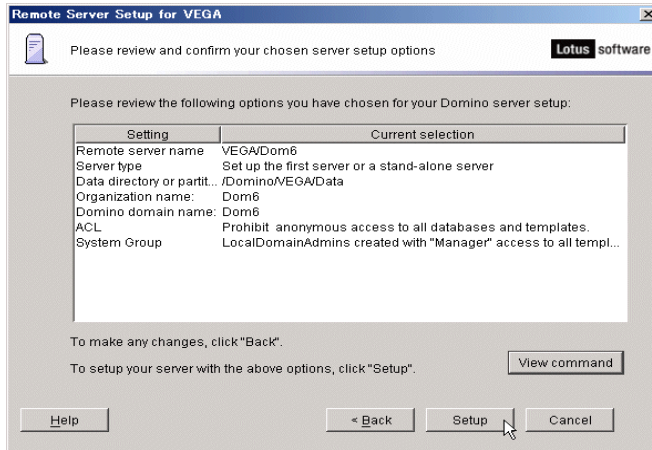 Remote Server Setup for VEGA
Please review and confirm your chosen server setup options
Lotus software
Please review the following options you have chosen for your Domino server setup:
Setting Current selection
Remote server name VEGA/Dom6
Server type Set up the first server or a stand-alone server
Data directory or partit... /Domino/VEGA/Data
Organization name: Dom6
Domino domain name: Dom6
ACL Prohibit anonymous access to all databases and templates.
System Group LocalDomainAdmins created with "Manager" access to all templ...
To make any changes, click "Back".
To setup your server with the above options, click "Setup".
View command
Help < Back Setup Cancel